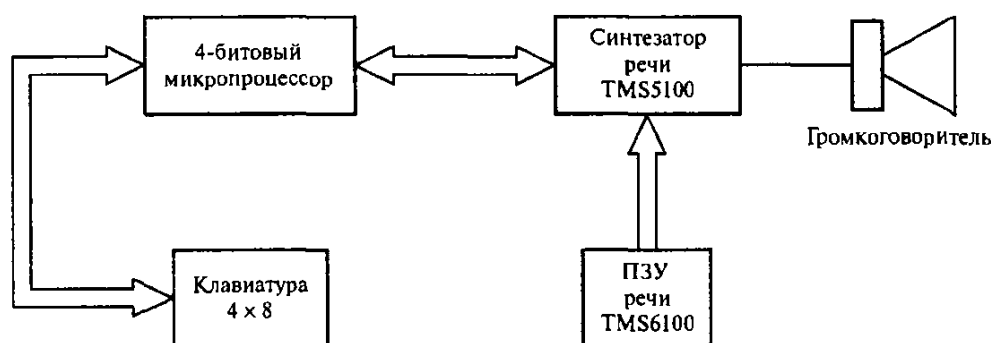 4-битовый
микропроцессор
Синтезатор
речи
TMS5100
Громкоговоритель
Клавиатура
4 × 8
ПЗУ
речи
TMS6100